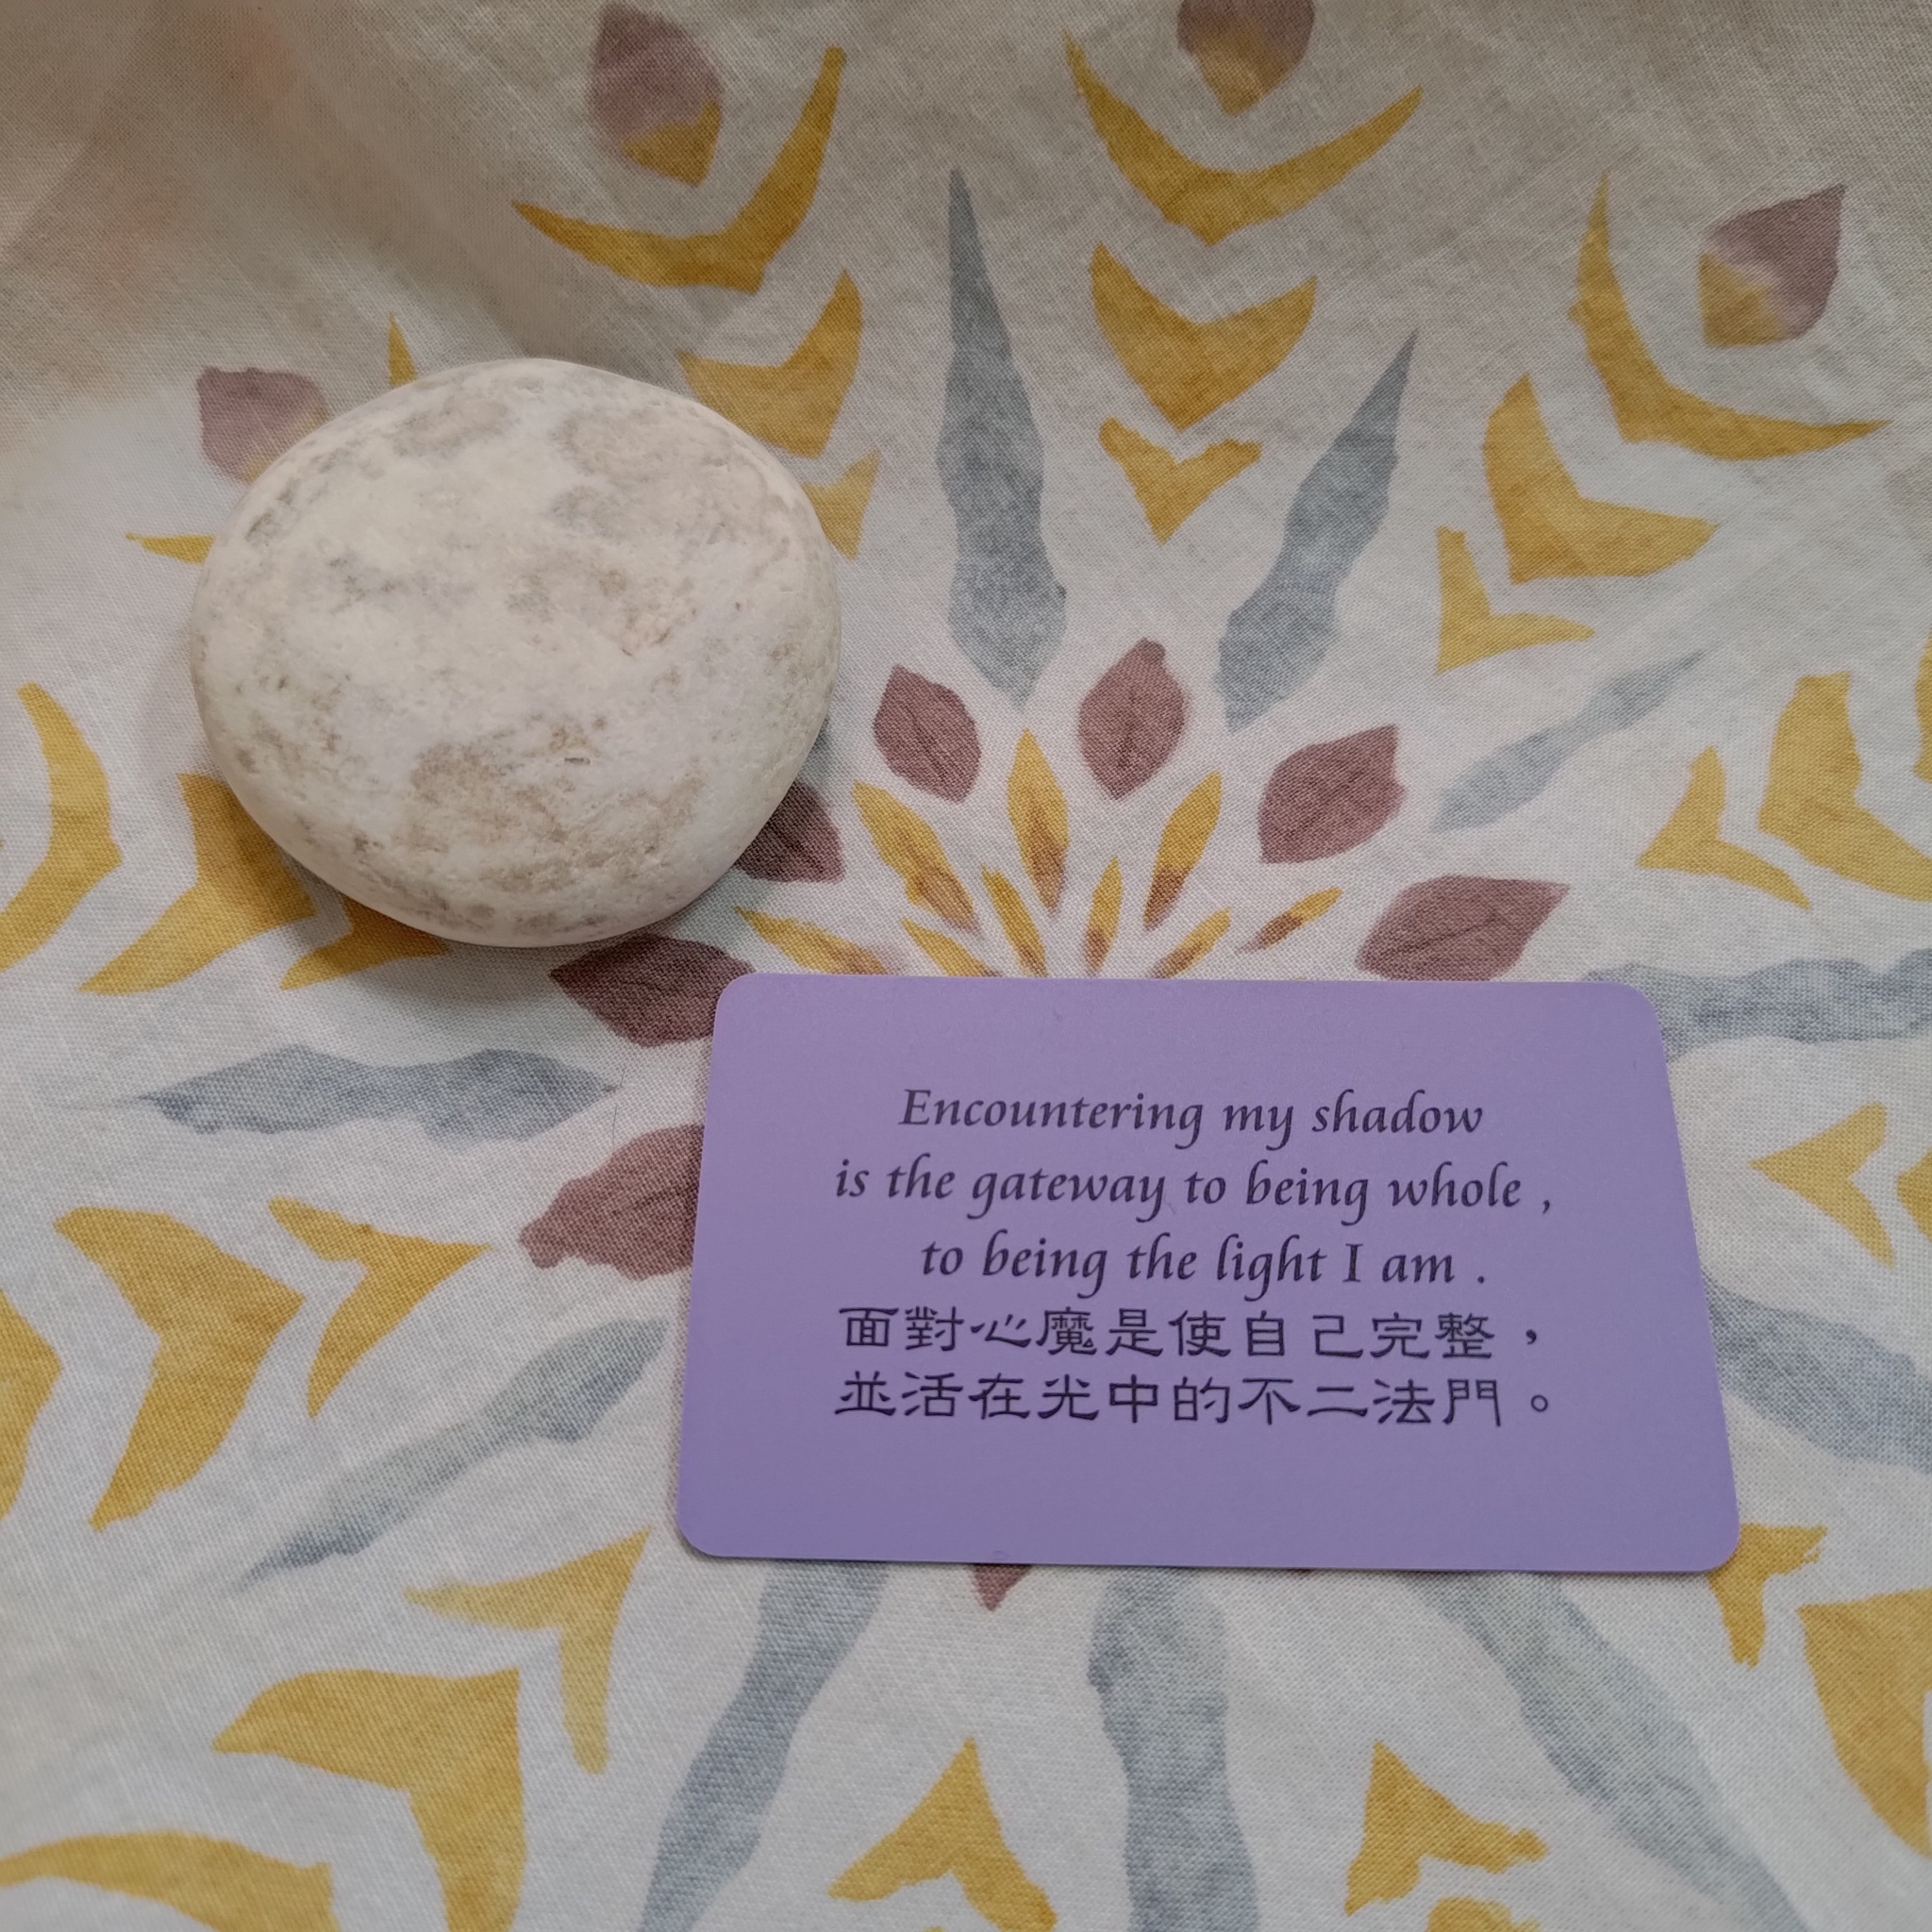 Encountering my shadow
is the gateway to being whole ,
to being the light I am .
面對心魔是使自己完整，
並活在光中的不二法門。